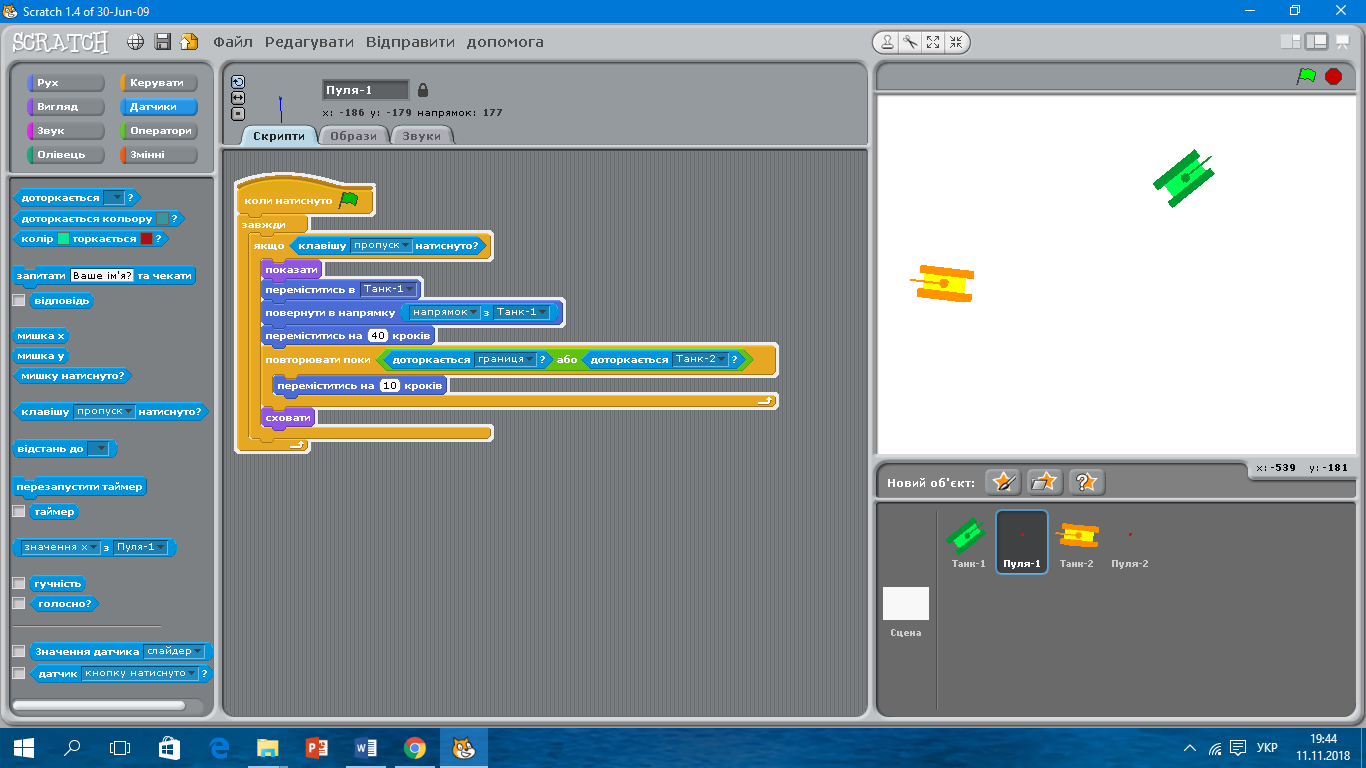 Scratch 1.4 of 30-Jun-09
SCRATCH Файл Редагувати Відправити допомога
Рух Керувати
Вигляд Датчики
Звук Оператори
Олівець Змінні
доторкається ?
доторкається кольору ?
колір торкається ?
запитати Ваше ім'я? та чекати
відповідь
мишка x
мишка y
мишку натиснуто?
клавішу пропуск натиснуто?
відстань до
перезапустити таймер
таймер
значення x з Пуля-1
гучність
голосно?
Значення датчика слайдер
датчик кнопку натиснуто ?
Пуля-1
x: -186 y: -179 напрямок: 177
Скрипти Образи Звуки
коли натиснуто
завжди
якщо клавішу пропуск натиснуто?
показати
переміститись в Танк-1
повернути в напрямку напрямок з Танк-1
переміститись на 40 кроків
повторювати поки доторкається границя ? або доторкається Танк-2 ?
переміститись на 10 кроків
сховати
x: -539 y: -181
Новий об'єкт:
Танк-1 Пуля-1 Танк-2 Пуля-2
Сцена
УКР
19:44
11.11.2018